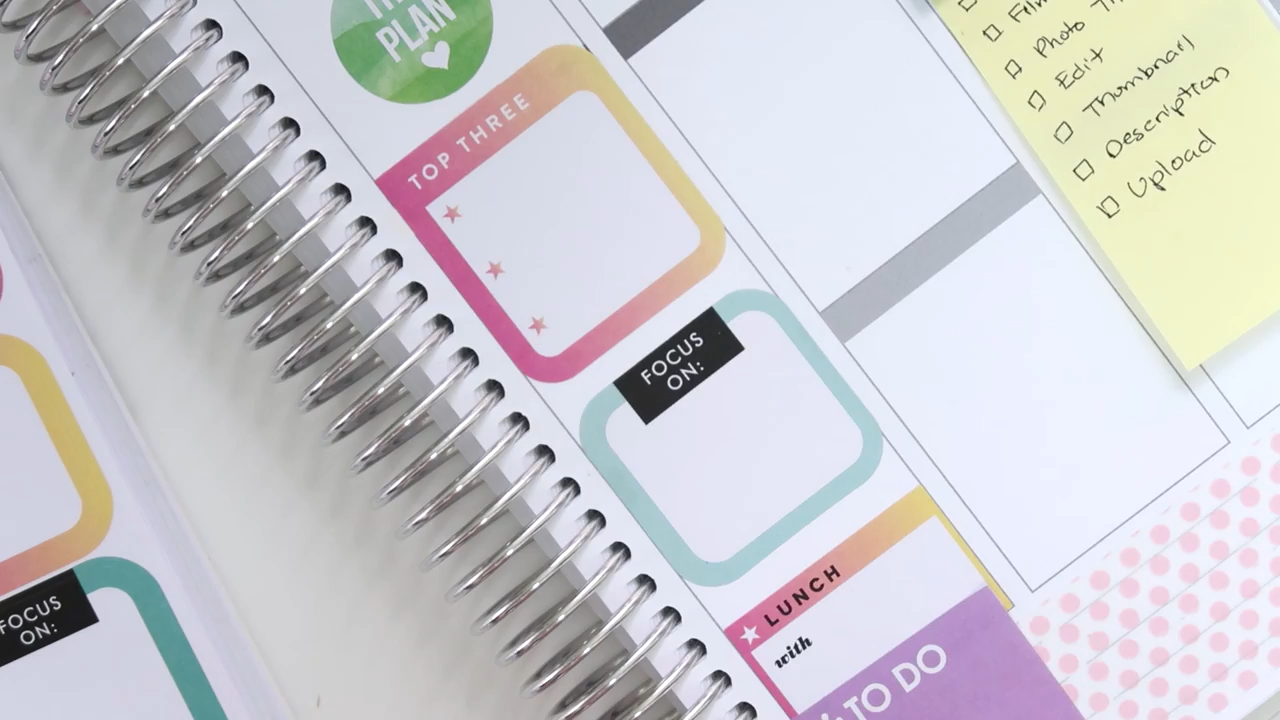 PLAN
TOP THREE
FOCUS
ON:
LUNCH
with
TO DO
Photo
Edit
Thumbnail
Description
Upload
FOCUS
ON: